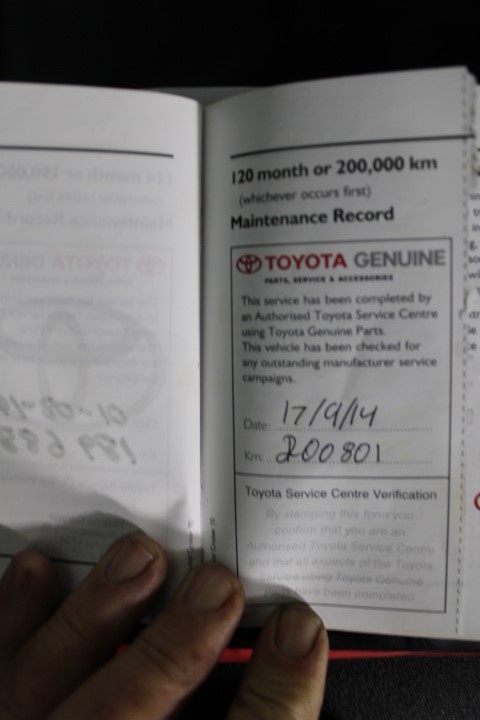 120 month or 200,000 km
(whichever occurs first)
Maintenance Record
TOYOTA GENUINE
PARTS, SERVICE & ACCESSORIES
This service has been completed by
an Authorised Toyota Service Centre
using Toyota Genuine Parts.
This vehicle has been checked for
any outstanding manufacturer service
campaigns.
Date: 17/9/14
Km: 200801
Toyota Service Centre Verification
By stamping this form you
confirm that you are an
Authorised Toyota Service Centre
and that all aspects of the Toyota
Service using Toyota Genuine
Parts have been completed.